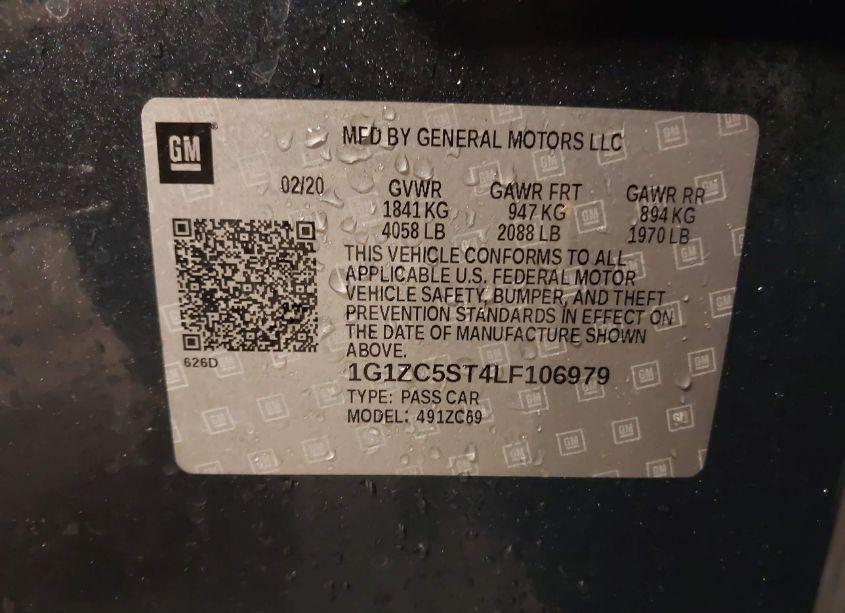 GM
MFD BY GENERAL MOTORS LLC
02/20 GVWR GAWR FRT GAWR RR
1841 KG 947 KG 894 KG
4058 LB 2088 LB 1970 LB
THIS VEHICLE CONFORMS TO ALL
APPLICABLE U.S. FEDERAL MOTOR
VEHICLE SAFETY, BUMPER, AND THEFT
PREVENTION STANDARDS IN EFFECT ON
THE DATE OF MANUFACTURE SHOWN
ABOVE.
626D
1G1ZC5ST4LF106979
TYPE: PASS CAR
MODEL: 491ZC69